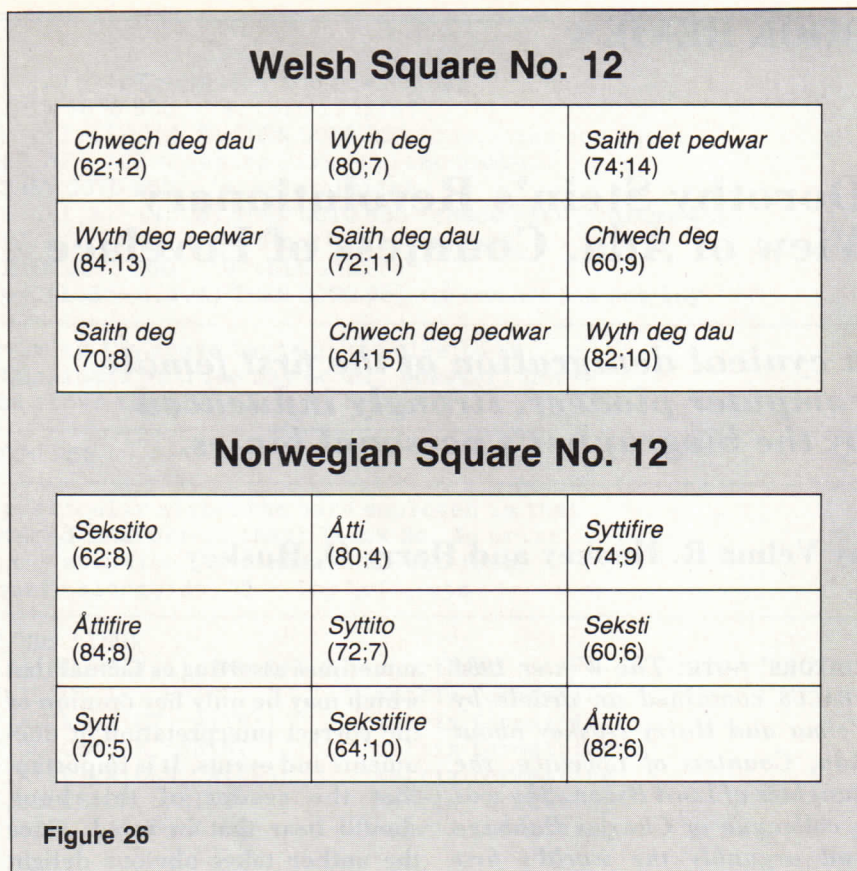 Welsh Square No. 12
Chwech deg dau
(62;12)
Wyth deg
(80;7)
Saith det pedwar
(74;14)
Wyth deg pedwar
(84;13)
Saith deg dau
(72;11)
Chwech deg
(60;9)
Saith deg
(70;8)
Chwech deg pedwar
(64;15)
Wyth deg dau
(82;10)
Norwegian Square No. 12
Sekstito
(62;8)
Åtti
(80;4)
Syttifire
(74;9)
Åttifire
(84;8)
Syttito
(72;7)
Seksti
(60;6)
Sytti
(70;5)
Sekstifire
(64;10)
Åttito
(82;6)
Figure 26